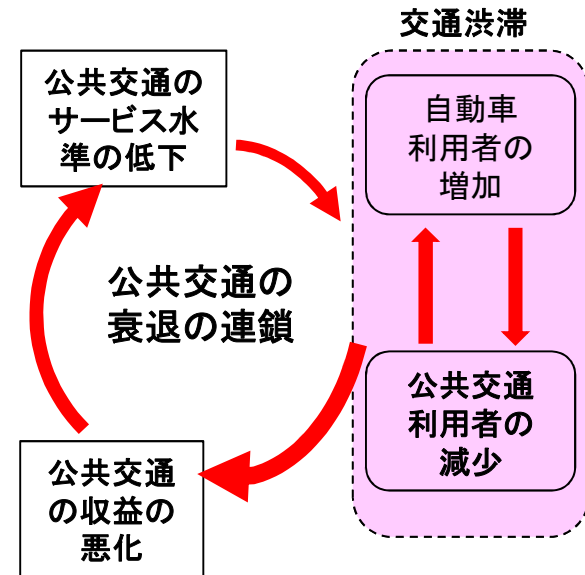 交通渋滞
公共交通の
サービス水
準の低下
自動車
利用者の
増加
公共交通の
衰退の連鎖
公共交通
利用者の
減少
公共交通
の収益の
悪化